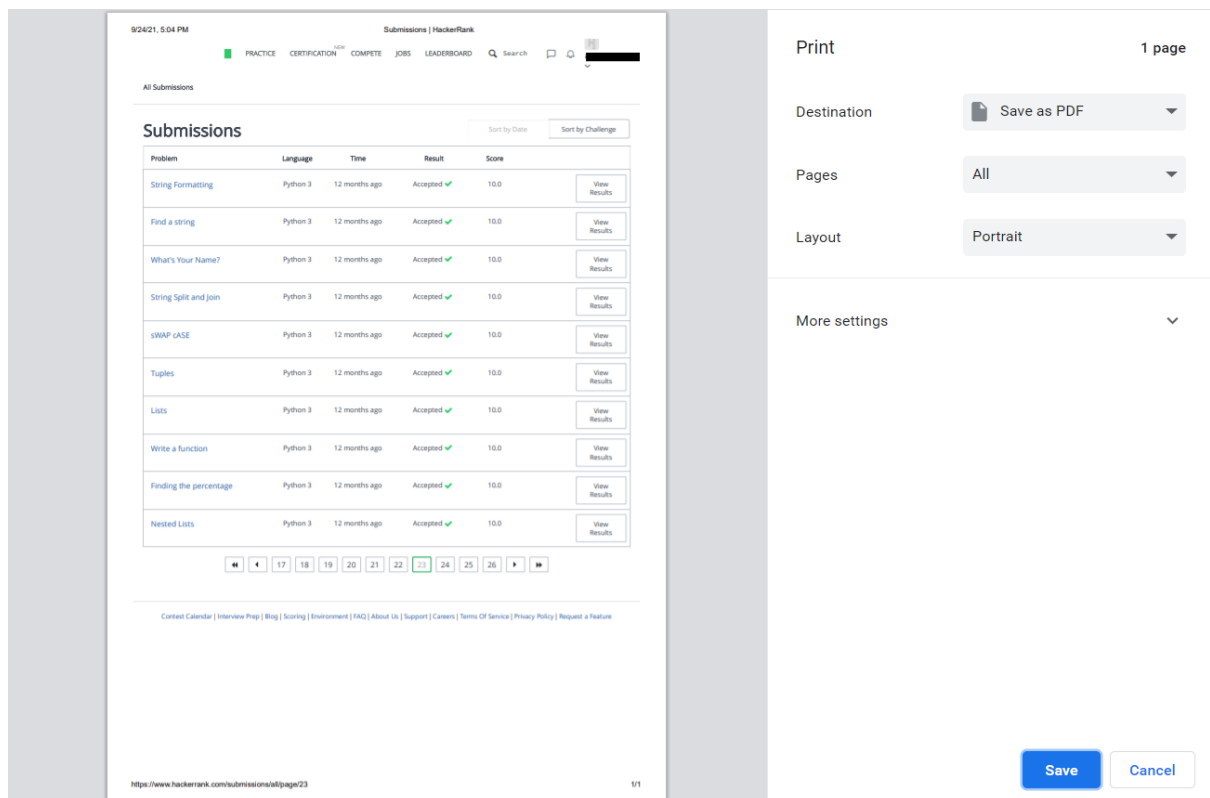 9/24/21, 5:04 PM Submissions | HackerRank
PRACTICE CERTIFICATION NEW COMPETE JOBS LEADERBOARD Search
All Submissions
Submissions Sort by Date Sort by Challenge
Problem Language Time Result Score
String Formatting Python 3 12 months ago Accepted 10.0 View Results
Find a string Python 3 12 months ago Accepted 10.0 View Results
What's Your Name? Python 3 12 months ago Accepted 10.0 View Results
String Split and Join Python 3 12 months ago Accepted 10.0 View Results
sWAP cASE Python 3 12 months ago Accepted 10.0 View Results
Tuples Python 3 12 months ago Accepted 10.0 View Results
Lists Python 3 12 months ago Accepted 10.0 View Results
Write a function Python 3 12 months ago Accepted 10.0 View Results
Finding the percentage Python 3 12 months ago Accepted 10.0 View Results
Nested Lists Python 3 12 months ago Accepted 10.0 View Results
17 18 19 20 21 22 23 24 25 26
Contest Calendar | Interview Prep | Blog | Scoring | Environment | FAQ | About Us | Support | Careers | Terms Of Service | Privacy Policy | Request a Feature
https://www.hackerrank.com/submissions/all/page/23 1/1
Print 1 page
Destination Save as PDF
Pages All
Layout Portrait
More settings
Save Cancel